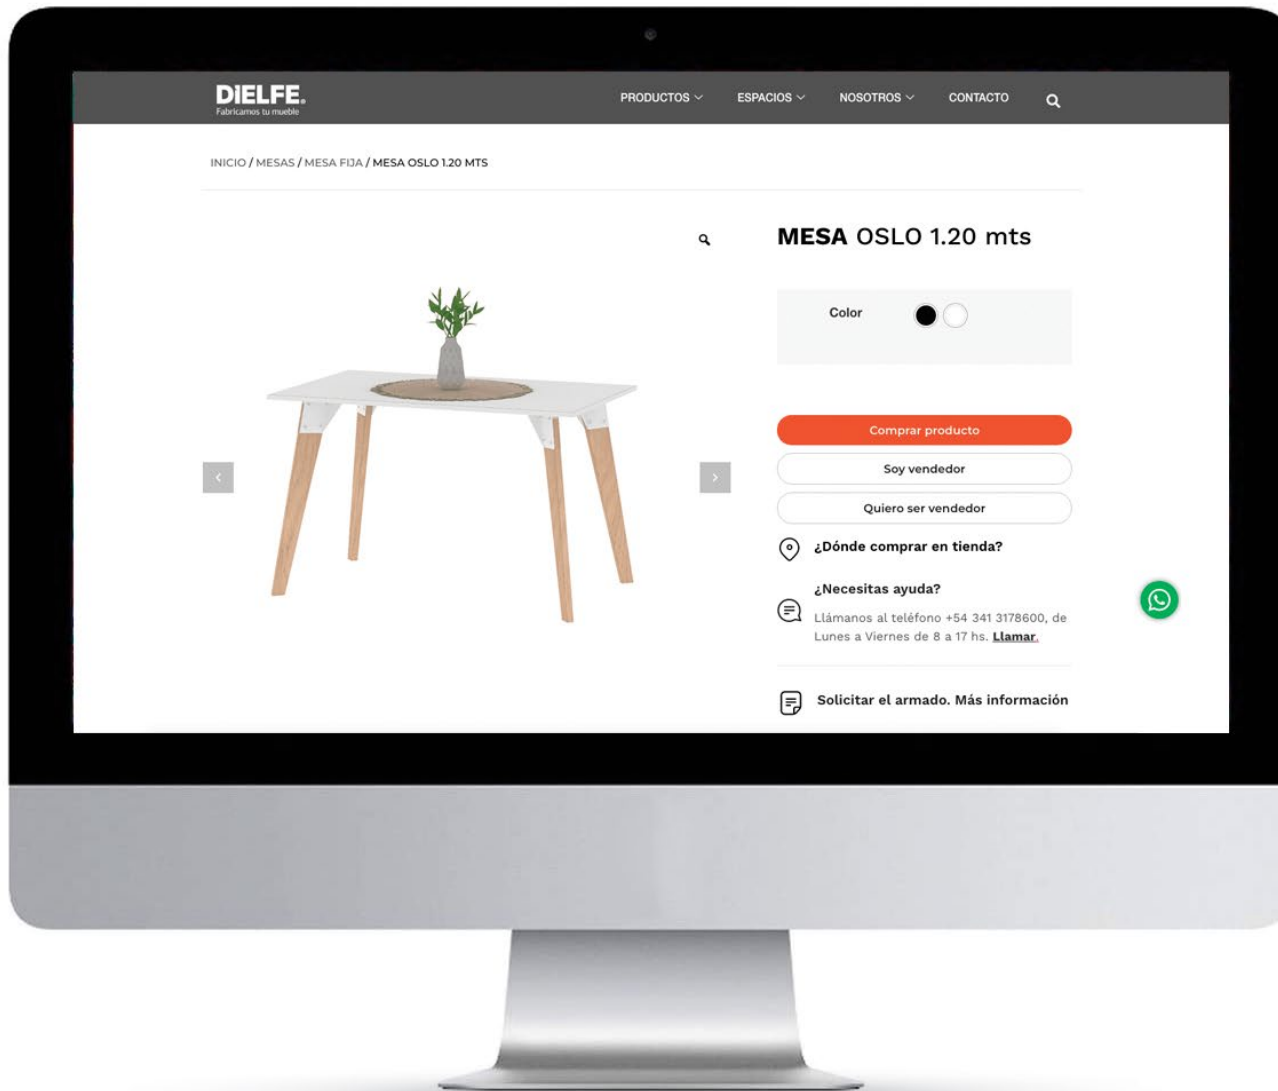 DIELFE.
Fabricamos tu mueble
PRODUCTOS ESPACIOS NOSOTROS CONTACTO
INICIO / MESAS / MESA FIJA / MESA OSLO 1.20 MTS
MESA OSLO 1.20 mts
Color
Comprar producto
Soy vendedor
Quiero ser vendedor
¿Dónde comprar en tienda?
¿Necesitas ayuda?
Llámanos al teléfono +54 341 3178600, de
Lunes a Viernes de 8 a 17 hs. Llamar.
Solicitar el armado. Más información